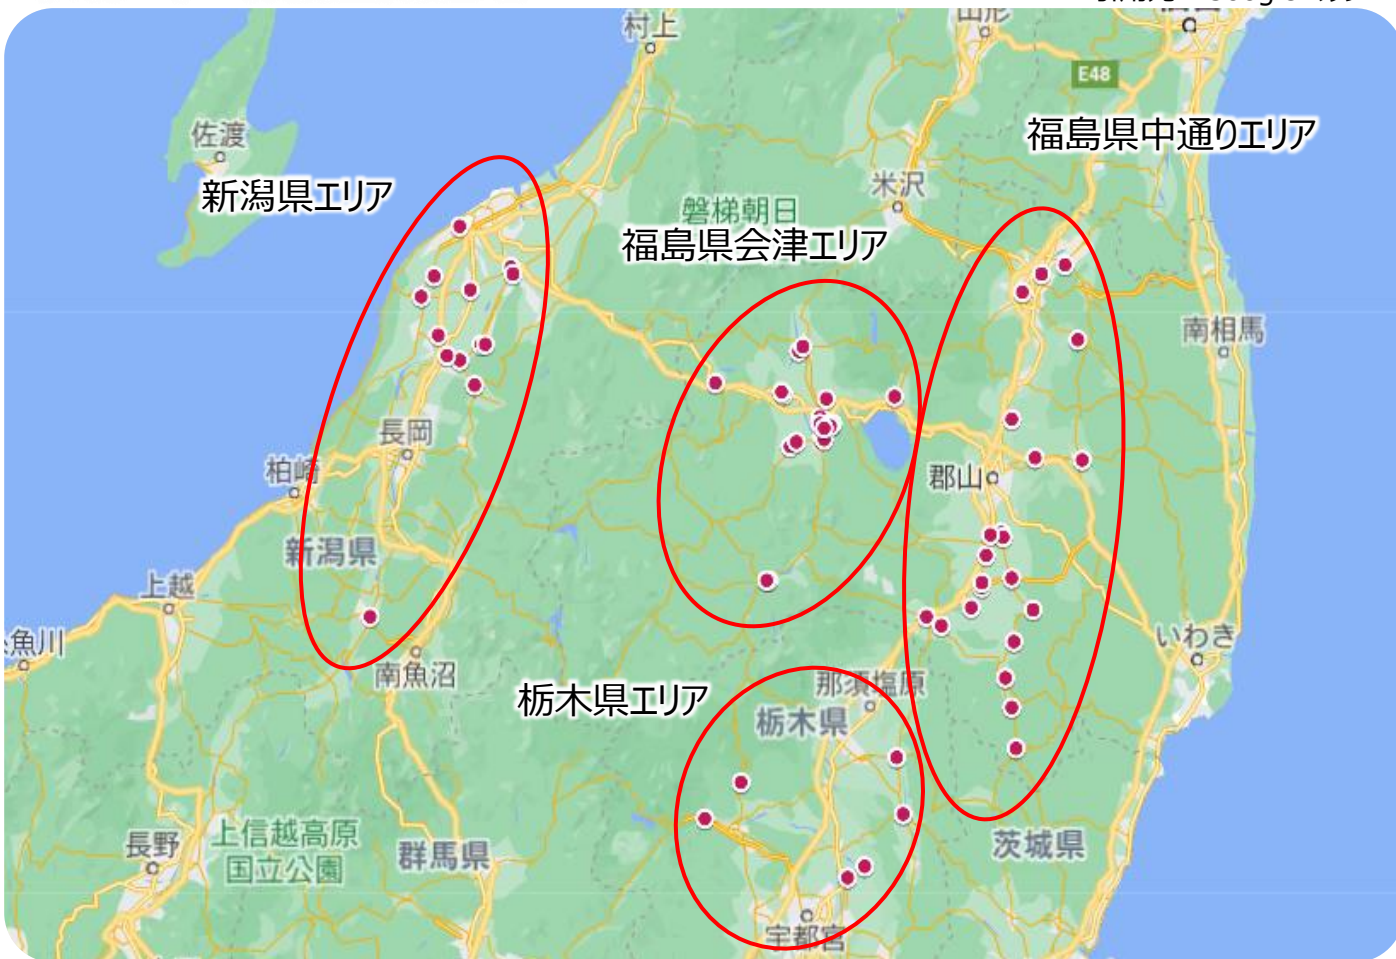 村上
E48
佐渡
福島県中通りエリア
新潟県エリア
米沢
磐梯朝日
福島県会津エリア
南相馬
長岡
柏崎
郡山
新潟県
上越
魚川
いわき
南魚沼
那須塩原
栃木県エリア
栃木県
上信越高原
国立公園
長野
群馬県
茨城県
宇都宮